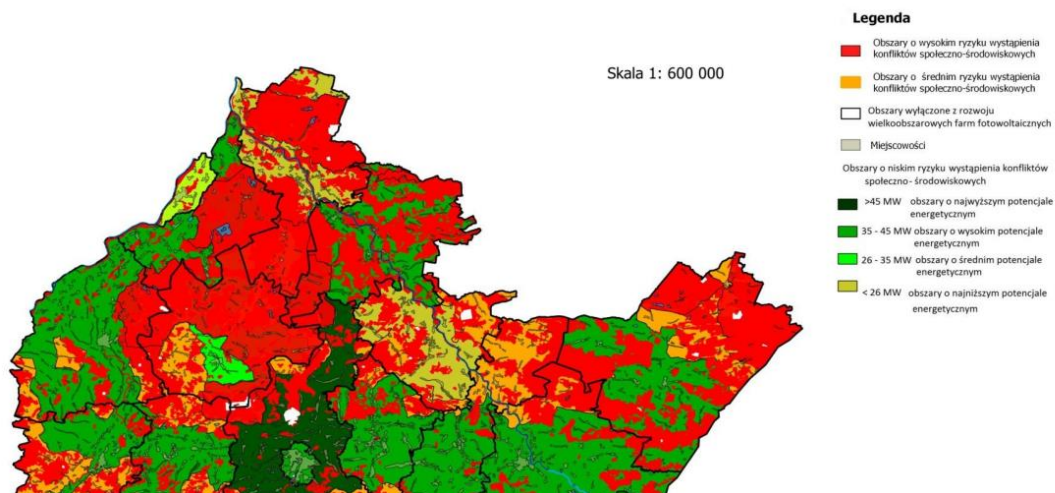 Skala 1: 600 000
Legenda
Obszary o wysokim ryzyku wystąpienia
konfliktów społeczno-środowiskowych
Obszary o średnim ryzyku wystąpienia
konfliktów społeczno-środowiskowych
Obszary wyłączone z rozwoju
wielkoobszarowych farm fotowoltaicznych
Miejscowości
Obszary o niskim ryzyku wystąpienia konfliktów
społeczno- środowiskowych
>45 MW obszary o najwyższym potencjale
energetycznym
35 - 45 MW obszary o wysokim potencjale
energetycznym
26 - 35 MW obszary o średnim potencjale
energetycznym
< 26 MW obszary o najniższym potencjale
energetycznym